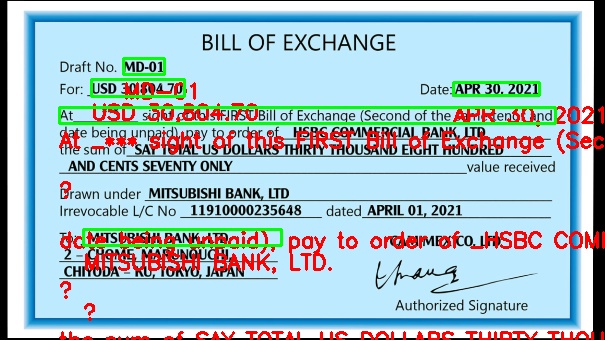 BILL OF EXCHANGE
Draft No. MD-01
MD-01
For: USD 30,804.70 Date: APR 30. 2021
USD 30,804.70 APR 30, 2021
At sight of this FIRST Bill of Exchange (Second of the same tenor and
At _*** sight of this FIRST Bill of Exchange (Sec
date being unpaid) pay to order of HSBC COMMERCIAL BANK, LTD
the sum of SAY TOTAL US DOLLARS THIRTY THOUSAND EIGHT HUNDRED
AND CENTS SEVENTY ONLY value received
?
Drawn under MITSUBISHI BANK, LTD
Irrevocable L/C No 11910000235648 dated APRIL 01, 2021
To: MITSUBISHI BANK, LTD. CAPIMEX CO. LTD
date being unpaid), pay to order of _HSBC COM
2 - CHOME, MARUNOUCHI
MITSUBISHI BANK, LTD.
CHIYODA - KU, TOKYO, JAPAN
?
Authorized Signature
?
the sum of SAY TOTAL US DOLLARS THIRTY THOU